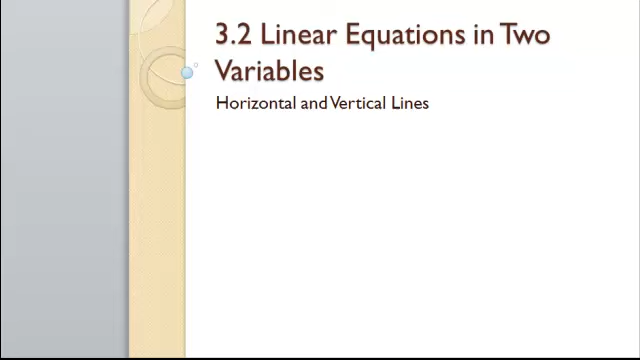 3.2 Linear Equations in Two
Variables
Horizontal and Vertical Lines